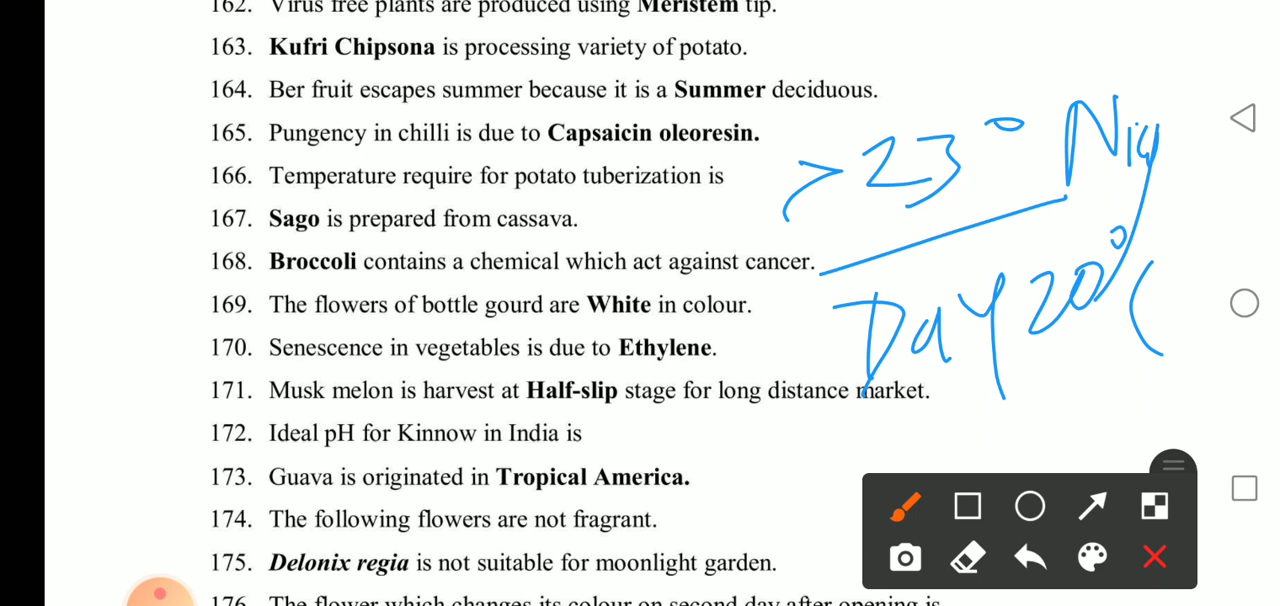 162. Virus free plants are produced using Meristem tip.
163. Kufri Chipsona is processing variety of potato.
164. Ber fruit escapes summer because it is a Summer deciduous.
165. Pungency in chilli is due to Capsaicin oleoresin.
166. Temperature require for potato tuberization is
>23° Nig
167. Sago is prepared from cassava.
168. Broccoli contains a chemical which act against cancer.
169. The flowers of bottle gourd are White in colour.
Day 20°C
170. Senescence in vegetables is due to Ethylene.
171. Musk melon is harvest at Half-slip stage for long distance market.
172. Ideal pH for Kinnow in India is
173. Guava is originated in Tropical America.
174. The following flowers are not fragrant.
175. Delonix regia is not suitable for moonlight garden.
176. The flower which changes its colour on second day after opening is